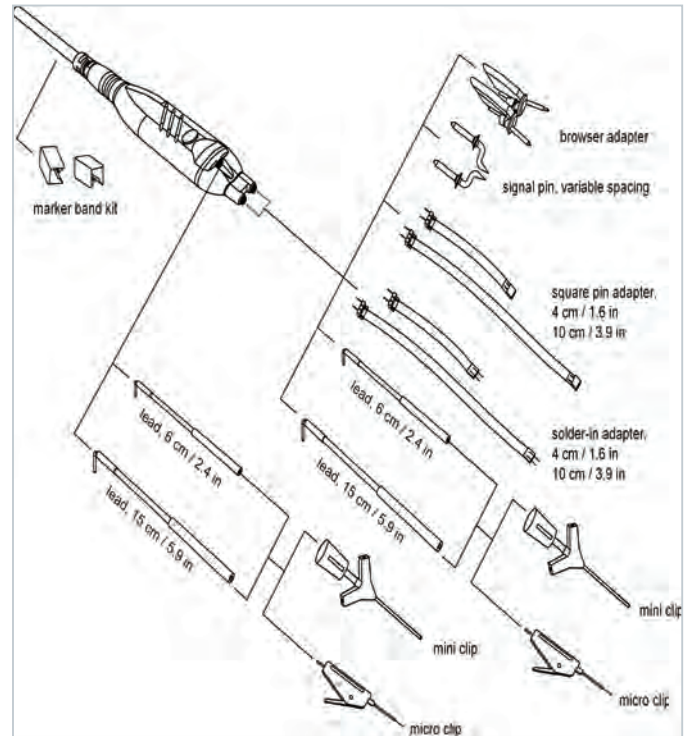 browser adapter
signal pin, variable spacing
marker band kit
square pin adapter,
4 cm / 1.6 in
10 cm / 3.9 in
solder-in adapter,
4 cm / 1.6 in
10 cm / 3.9 in
lead, 6 cm / 2.4 in
lead, 15 cm / 5.9 in
lead, 6 cm / 2.4 in
lead, 15 cm / 5.9 in
mini clip
micro clip
mini clip
micro clip